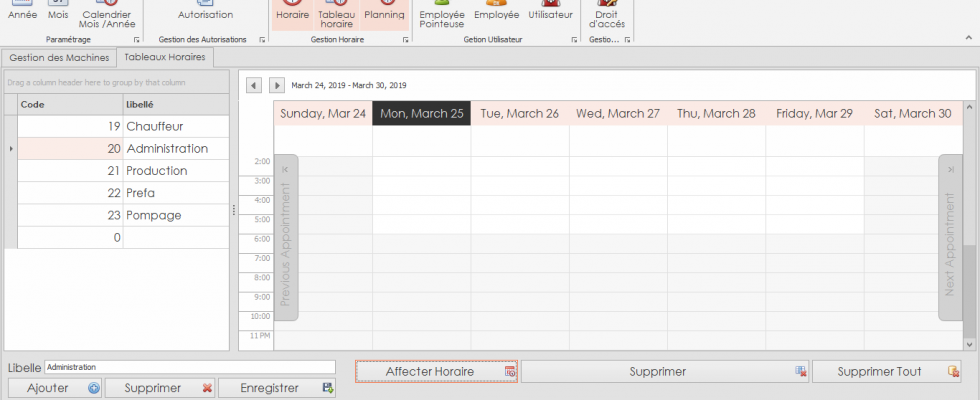 Année Mois Calendrier Mois /Année
Paramétrage
Autorisation
Gestion des Autorisations
Horaire Tableau horaire Planning
Gestion Horaire
Employée Pointeuse Employée Utilisateur
Getion Utilisateur
Droit d'accés
Gestio...
Gestion des Machines Tableaux Horaires
Drag a column header here to group by that column
Code Libellé
19 Chauffeur
20 Administration
21 Production
22 Prefa
23 Pompage
0
March 24, 2019 - March 30, 2019
Sunday, Mar 24 Mon, March 25 Tue, March 26 Wed, March 27 Thu, March 28 Friday, Mar 29 Sat, March 30
2:00
3:00
4:00
5:00
6:00
7:00
8:00
9:00
10:00
11 PM
Previous Appointment
Next Appointment
Libelle Administration
Ajouter Supprimer Enregistrer
Affecter Horaire Supprimer Supprimer Tout